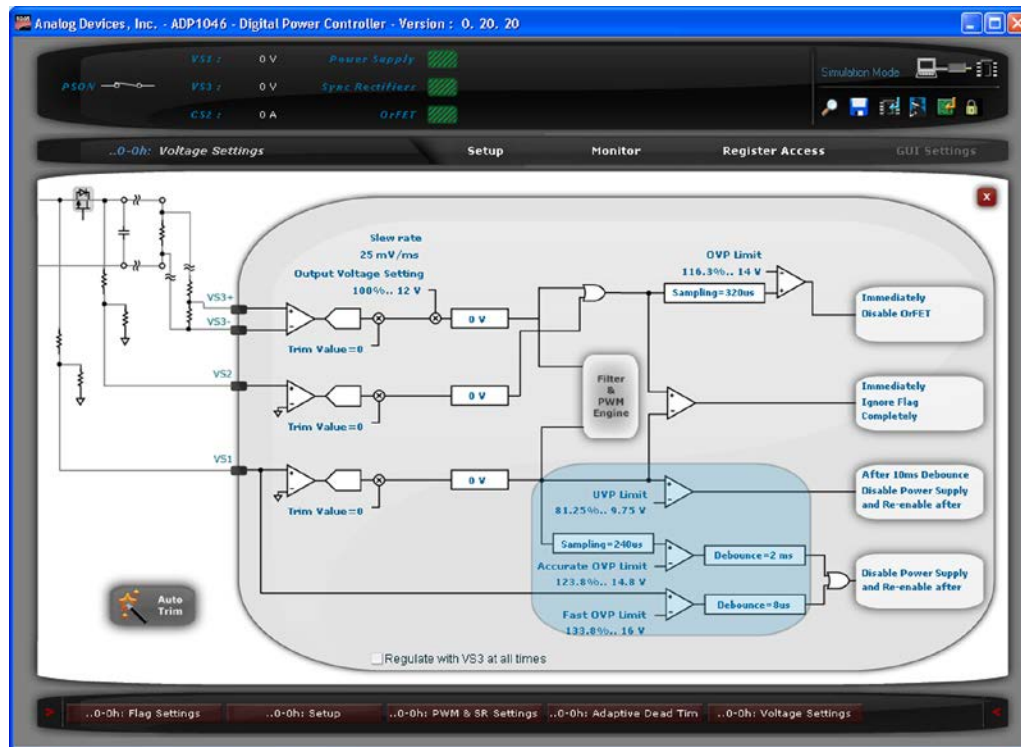 Analog Devices, Inc. - ADP1046 - Digital Power Controller - Version : 0. 20. 20
VS1 : 0 V Power Supply
PSON VS3 : 0 V Sync Rectifiers
CS2 : 0 A OrFET
Simulation Mode
..0-0h: Voltage Settings Setup Monitor Register Access GUI Settings
x
Slew rate
25 mV/ms
Output Voltage Setting
100%.. 12 V
OVP Limit
116.3%.. 14 V
Sampling=320us
VS3+
VS3-
0 V
Trim Value=0
Immediately
Disable OrFET
VS2
0 V
Trim Value=0
Filter
&
PWM
Engine
Immediately
Ignore Flag
Completely
VS1
0 V
Trim Value=0
UVP Limit
81.25%.. 9.75 V
After 10ms Debounce
Disable Power Supply
and Re-enable after
Sampling=240us
Accurate OVP Limit
123.8%.. 14.8 V
Debounce=2 ms
Fast OVP Limit
133.8%.. 16 V
Debounce=8us
Disable Power Supply
and Re-enable after
Auto
Trim
Regulate with VS3 at all times
> ..0-0h: Flag Settings ..0-0h: Setup ..0-0h: PWM & SR Settings ..0-0h: Adaptive Dead Tim ..0-0h: Voltage Settings <